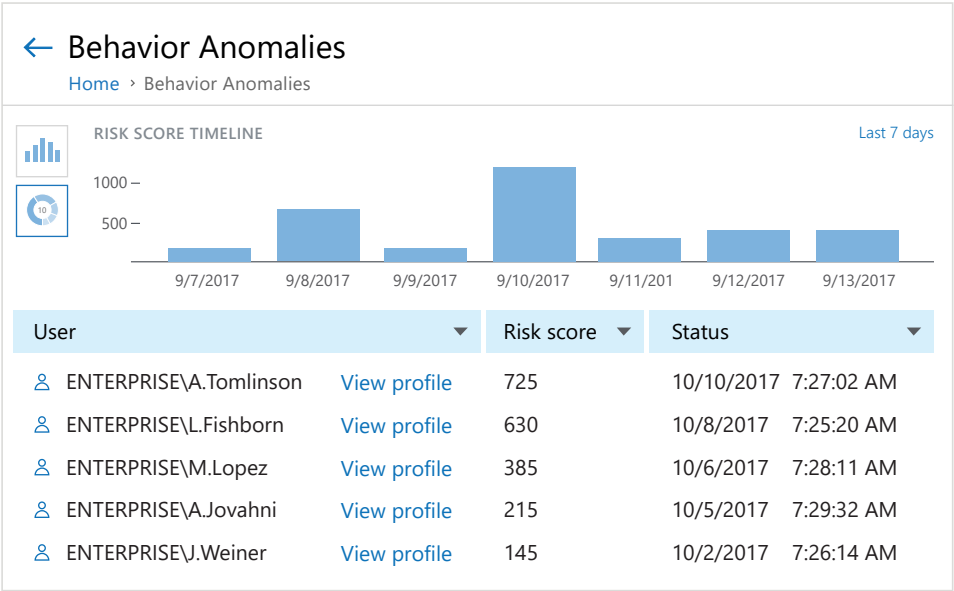 Behavior Anomalies
Home › Behavior Anomalies
RISK SCORE TIMELINE Last 7 days
10
1000
500
9/7/2017 9/8/2017 9/9/2017 9/10/2017 9/11/201 9/12/2017 9/13/2017
User Risk score Status
ENTERPRISE\A.Tomlinson View profile 725 10/10/2017 7:27:02 AM
ENTERPRISE\L.Fishborn View profile 630 10/8/2017 7:25:20 AM
ENTERPRISE\M.Lopez View profile 385 10/6/2017 7:28:11 AM
ENTERPRISE\A.Jovahni View profile 215 10/5/2017 7:29:32 AM
ENTERPRISE\J.Weiner View profile 145 10/2/2017 7:26:14 AM